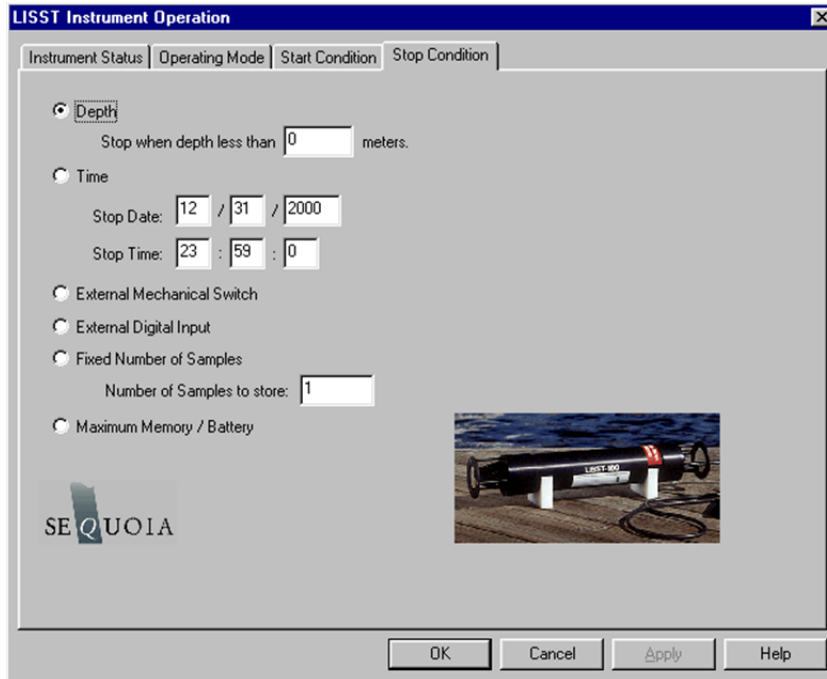 LISST Instrument Operation
Instrument Status Operating Mode Start Condition Stop Condition
Depth
Stop when depth less than 0 meters.
Time
Stop Date: 12 / 31 / 2000
Stop Time: 23 : 59 : 0
External Mechanical Switch
External Digital Input
Fixed Number of Samples
Number of Samples to store: 1
Maximum Memory / Battery
LISST-100
SEQUOIA
OK Cancel Apply Help